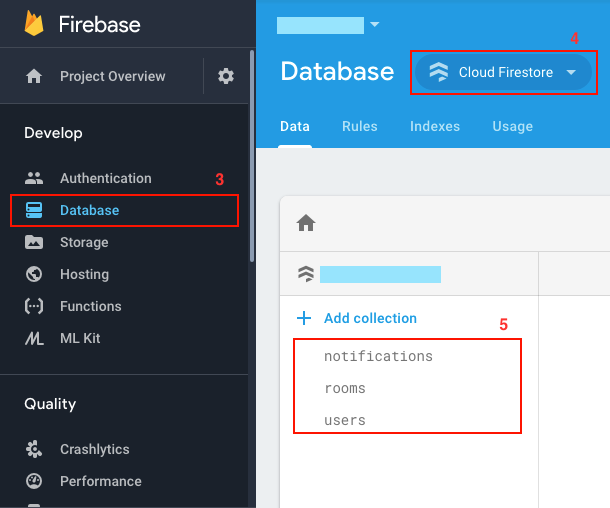 Firebase
Project Overview
Develop
Authentication
3
Database
Storage
Hosting
Functions
ML Kit
Quality
Crashlytics
Performance
4
Database
Cloud Firestore
Data Rules Indexes Usage
Add collection
5
notifications
rooms
users